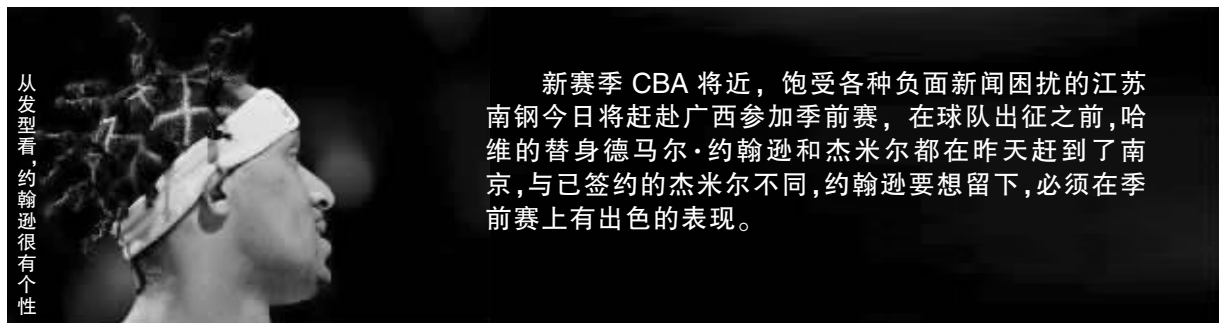 从发型看，约翰逊很有个性
新赛季 CBA 将近，饱受各种负面新闻困扰的江苏
南钢今日将赶赴广西参加季前赛，在球队出征之前，哈
维的替身德马尔·约翰逊和杰米尔都在昨天赶到了南
京，与已签约的杰米尔不同，约翰逊要想留下，必须在季
前赛上有出色的表现。